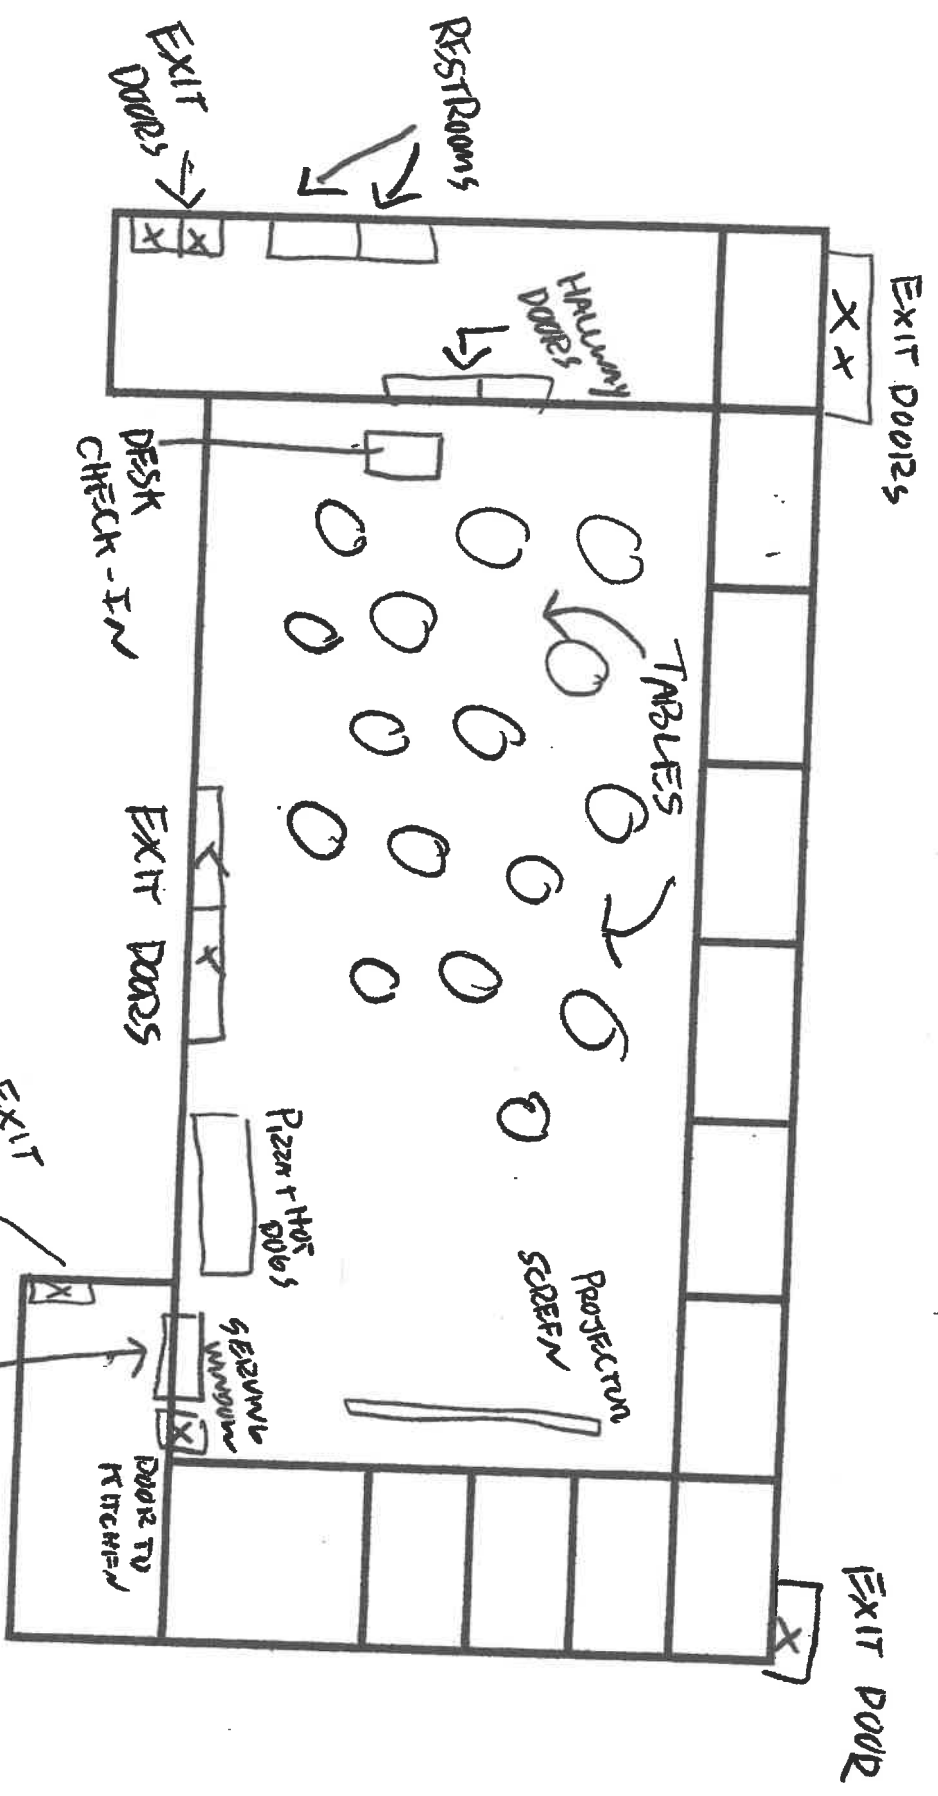 EXIT DOORS
EXIT DOOR
RESTROOMS
HALLWAY
DOORS
TABLES
PROJECTOR
SCREEN
PIZZA + HOT
DOGS
SERVING
WINDOW
EXIT
DOORS
DESK
CHECK-IN
EXIT DOORS
DOOR TO
KITCHEN
EXIT